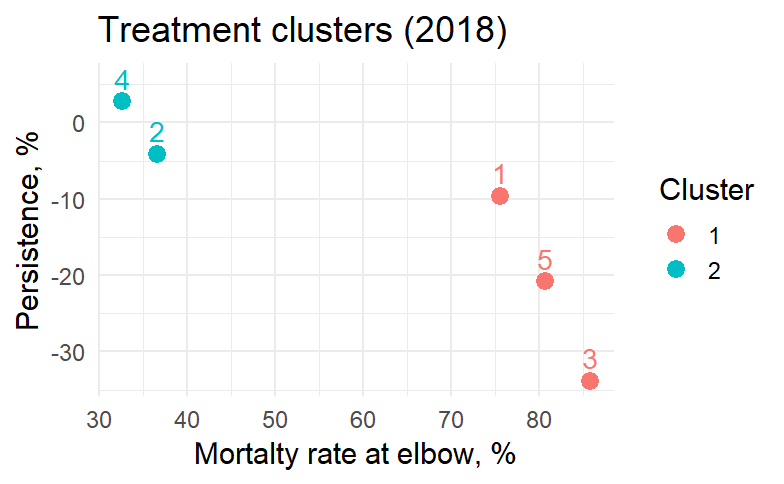 Treatment clusters (2018)
Persistence, %
0
-10
-20
-30
4
2
1
5
3
30 40 50 60 70 80
Mortalty rate at elbow, %
Cluster
1
2